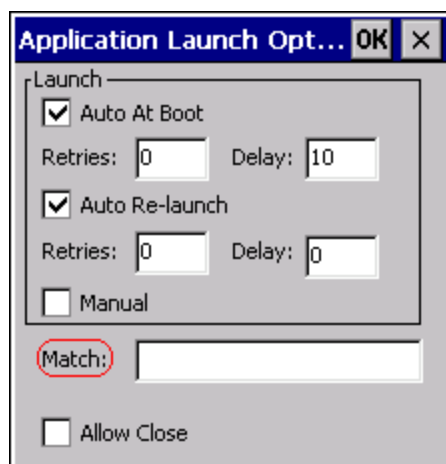 Application Launch Opt... OK ×
Launch
Auto At Boot
Retries: 0 Delay: 10
Auto Re-launch
Retries: 0 Delay: 0
Manual
Match:
Allow Close